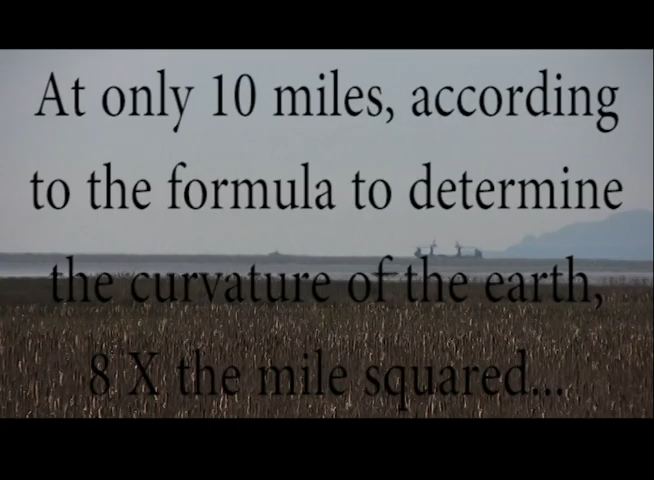 At only 10 miles, according
to the formula to determine
the curvature of the earth,
8 X the mile squared...